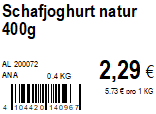 Schafjoghurt natur
400g
AL 200072
ANA 0.4 KG
2,29 €
5.73 € pro 1 KG
4 104420 140967